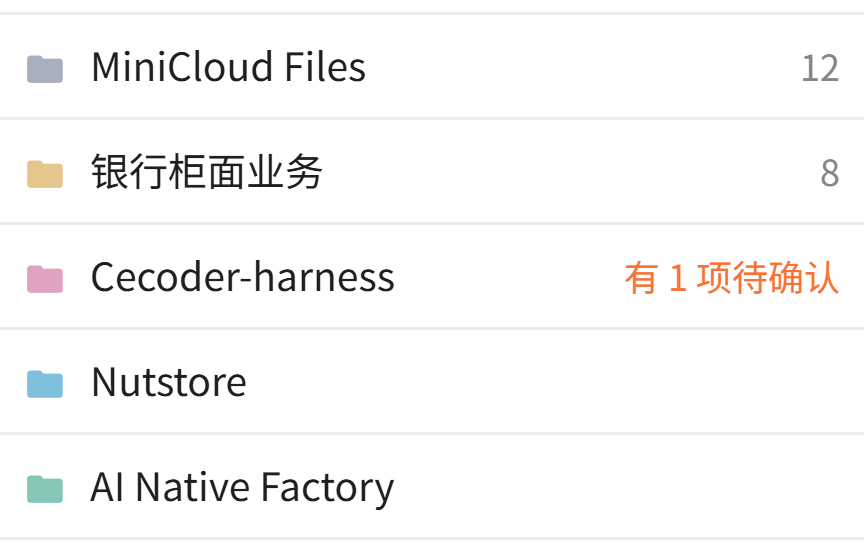 MiniCloud Files 12
银行柜面业务 8
Cecoder-harness 有 1 项待确认
Nutstore
AI Native Factory